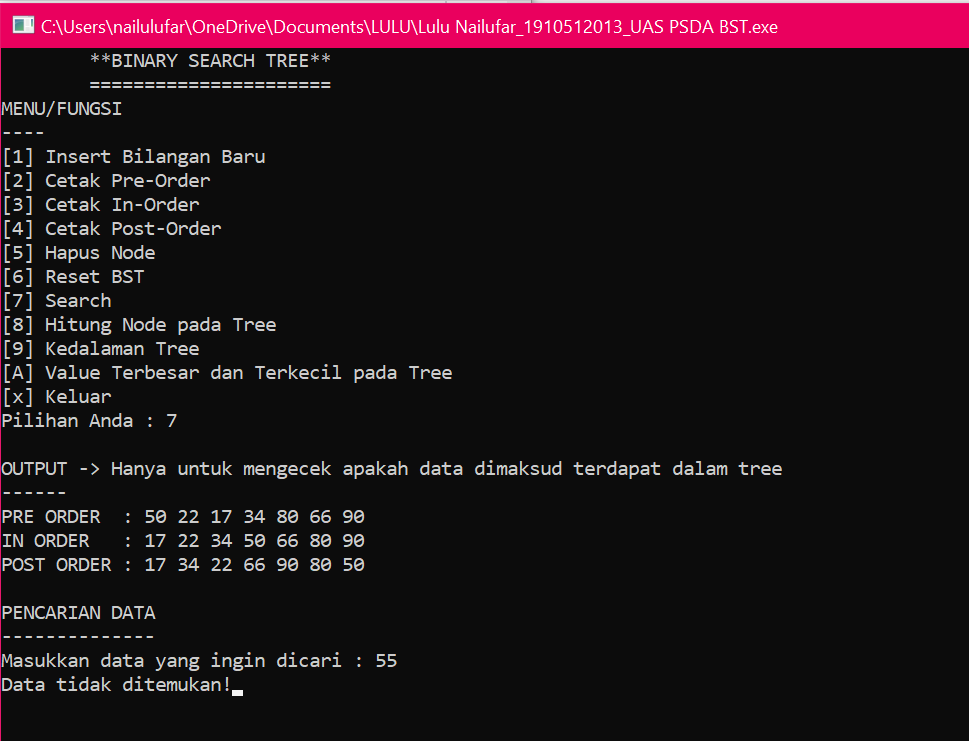 C:\Users\nailulufar\OneDrive\Documents\LULU\Lulu Nailufar_1910512013_UAS PSDA BST.exe
**BINARY SEARCH TREE**
======================
MENU/FUNGSI
----
[1] Insert Bilangan Baru
[2] Cetak Pre-Order
[3] Cetak In-Order
[4] Cetak Post-Order
[5] Hapus Node
[6] Reset BST
[7] Search
[8] Hitung Node pada Tree
[9] Kedalaman Tree
[A] Value Terbesar dan Terkecil pada Tree
[x] Keluar
Pilihan Anda : 7
OUTPUT -> Hanya untuk mengecek apakah data dimaksud terdapat dalam tree
------
PRE ORDER  : 50 22 17 34 80 66 90
IN ORDER   : 17 22 34 50 66 80 90
POST ORDER : 17 34 22 66 90 80 50
PENCARIAN DATA
--------------
Masukkan data yang ingin dicari : 55
Data tidak ditemukan!